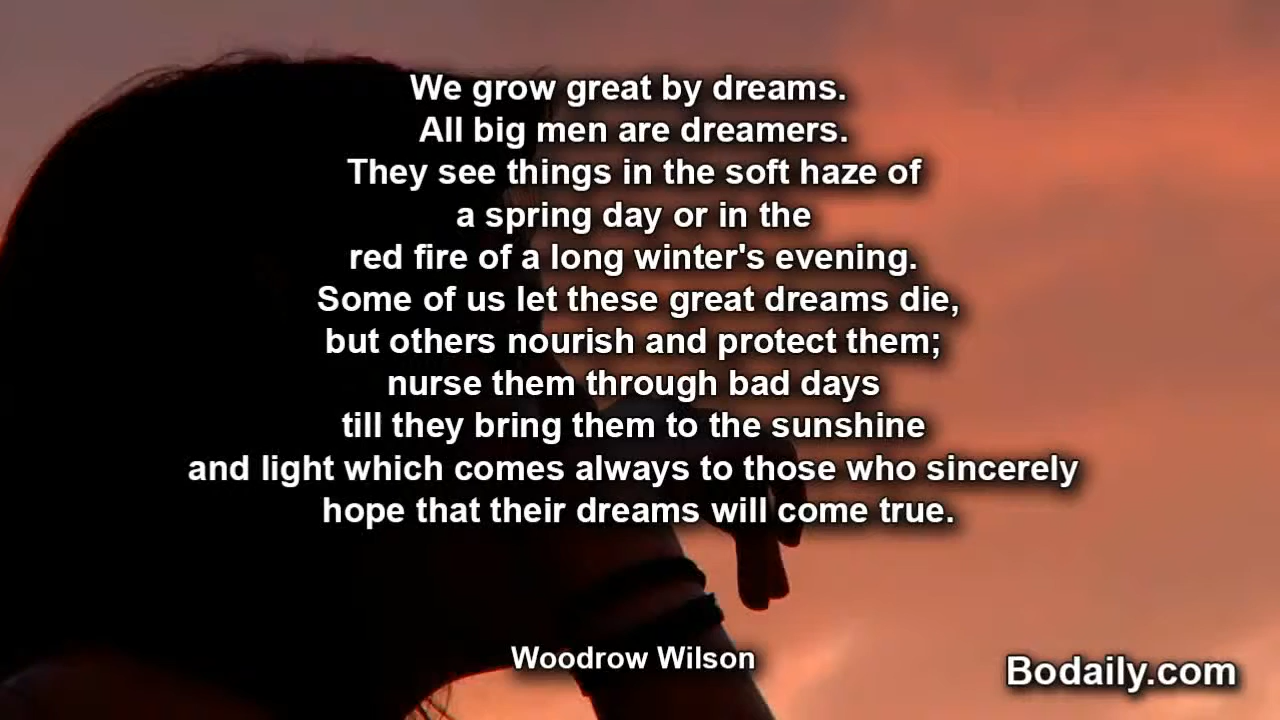 We grow great by dreams.
All big men are dreamers.
They see things in the soft haze of
a spring day or in the
red fire of a long winter's evening.
Some of us let these great dreams die,
but others nourish and protect them;
nurse them through bad days
till they bring them to the sunshine
and light which comes always to those who sincerely
hope that their dreams will come true.
Woodrow Wilson
Bodaily.com